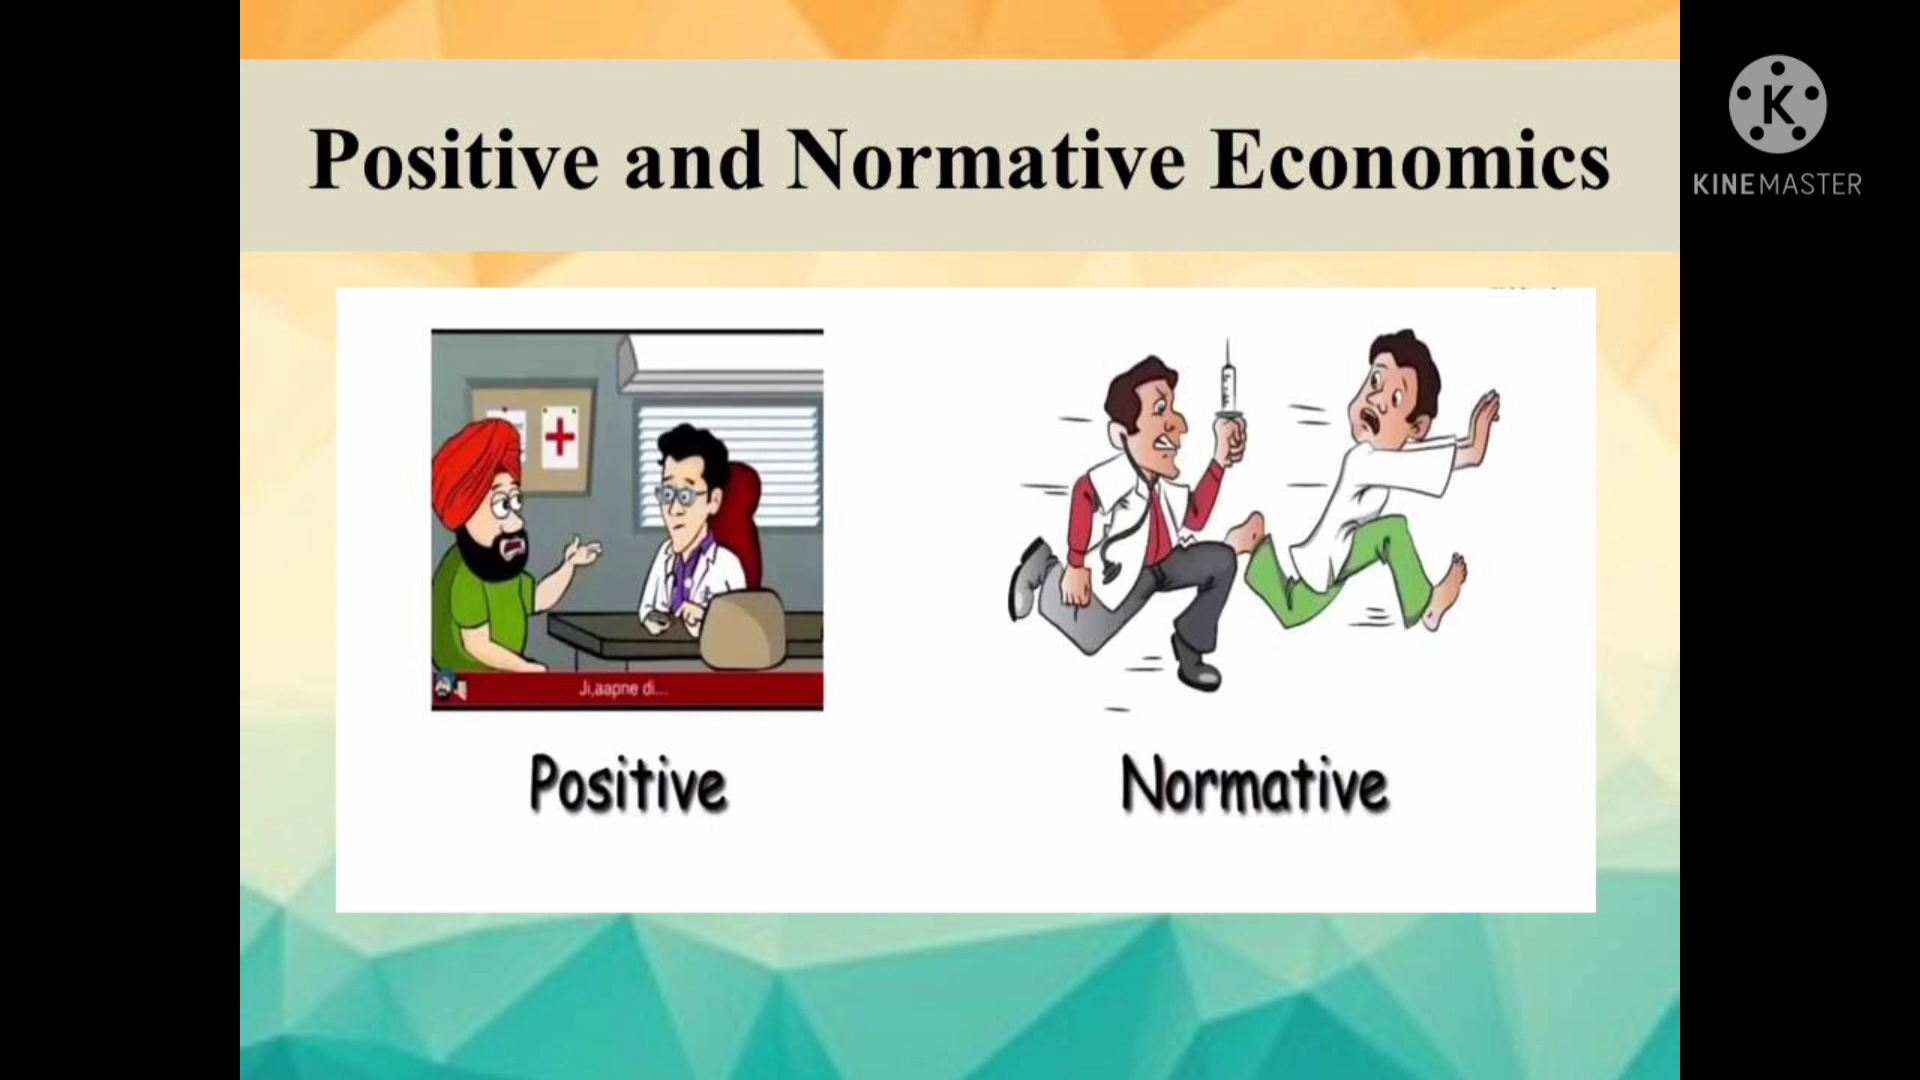 Positive and Normative Economics
K
KINEMASTER
Ji,aapne di...
Positive
Normative